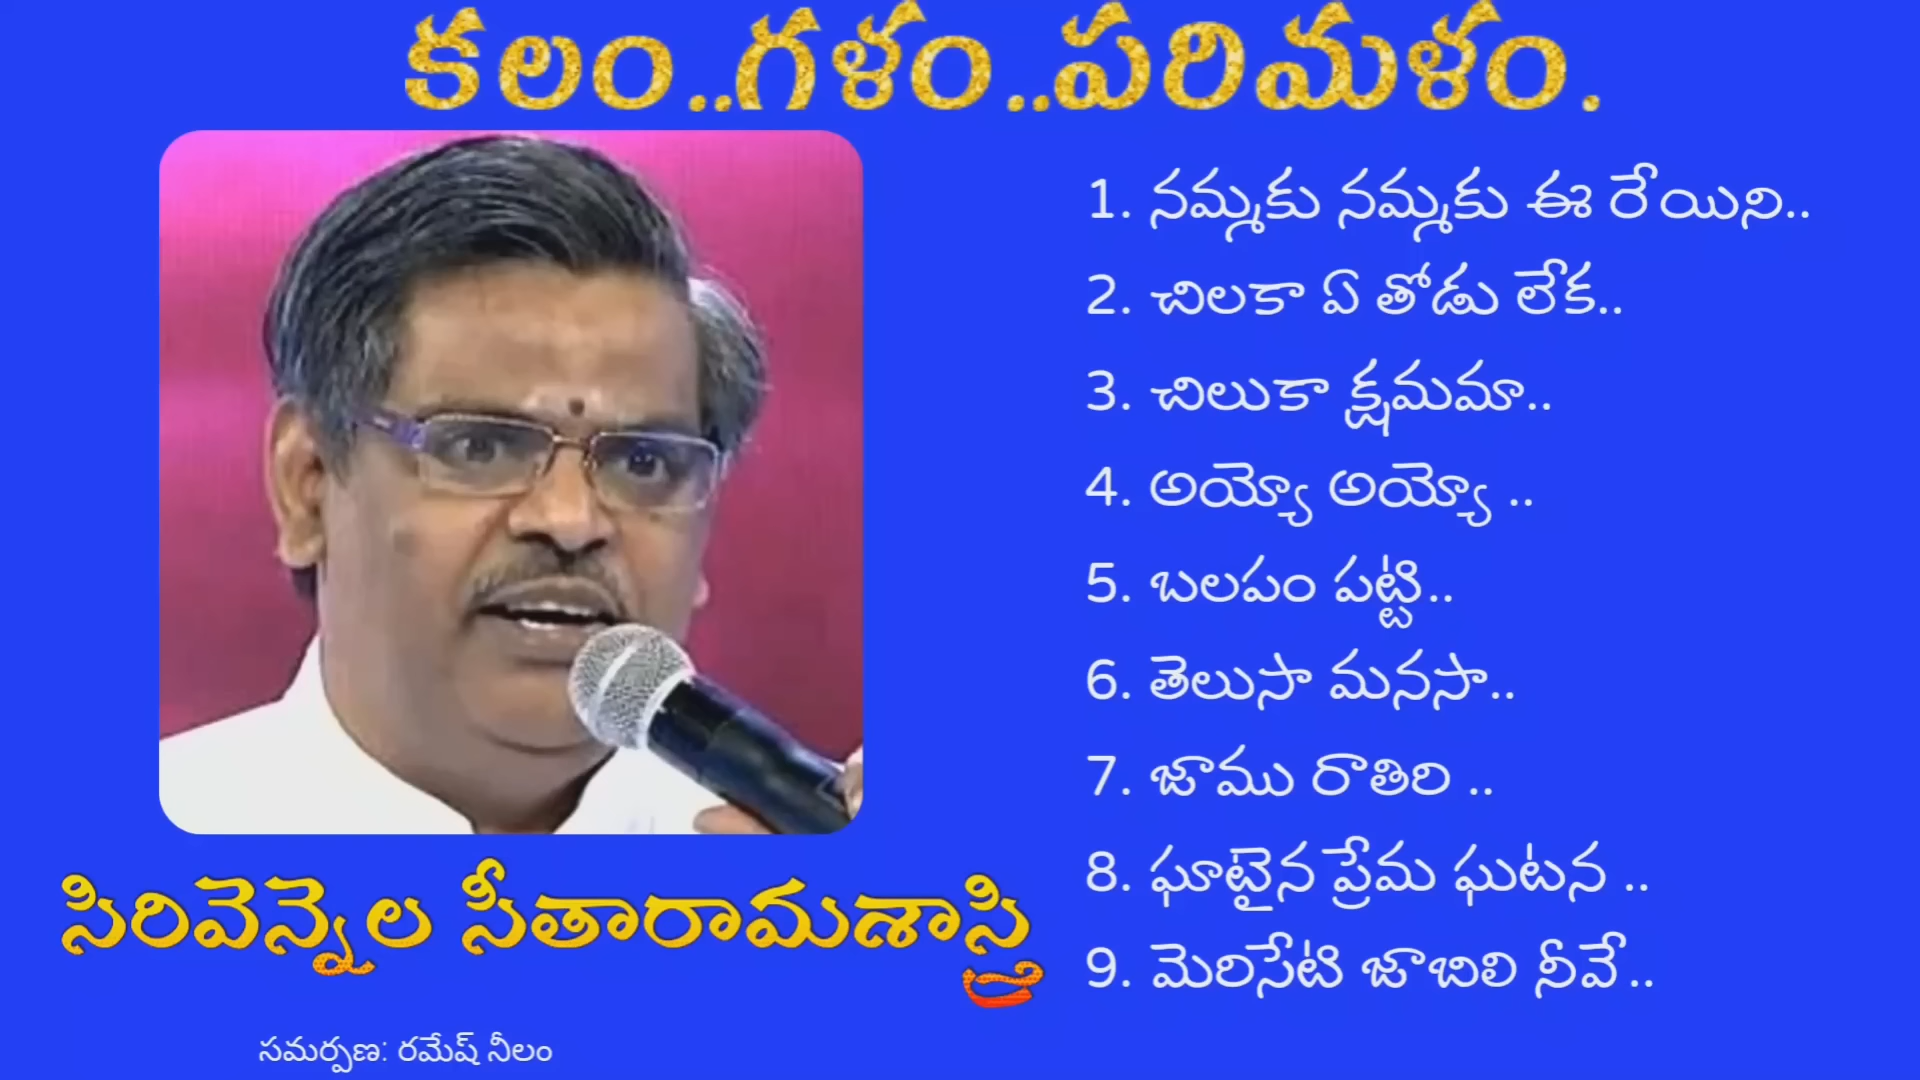 కలం..గళం..పరిమళం.
1. నమ్మకు నమ్మకు ఈ రేయిని..
2. చిలకా ఏ తోడు లేక..
3. చిలుకా క్షమమా..
4. అయ్యో అయ్యో ..
5. బలపం పట్టి..
6. తెలుసా మనసా..
7. జాము రాతిరి ..
8. ఘాటైన ప్రేమ ఘటన ..
9. మెరిసేటి జాబిలి నీవే..
సిరివెన్నెల సీతారామశాస్త్రి
సమర్పణ: రమేష్ నీలం